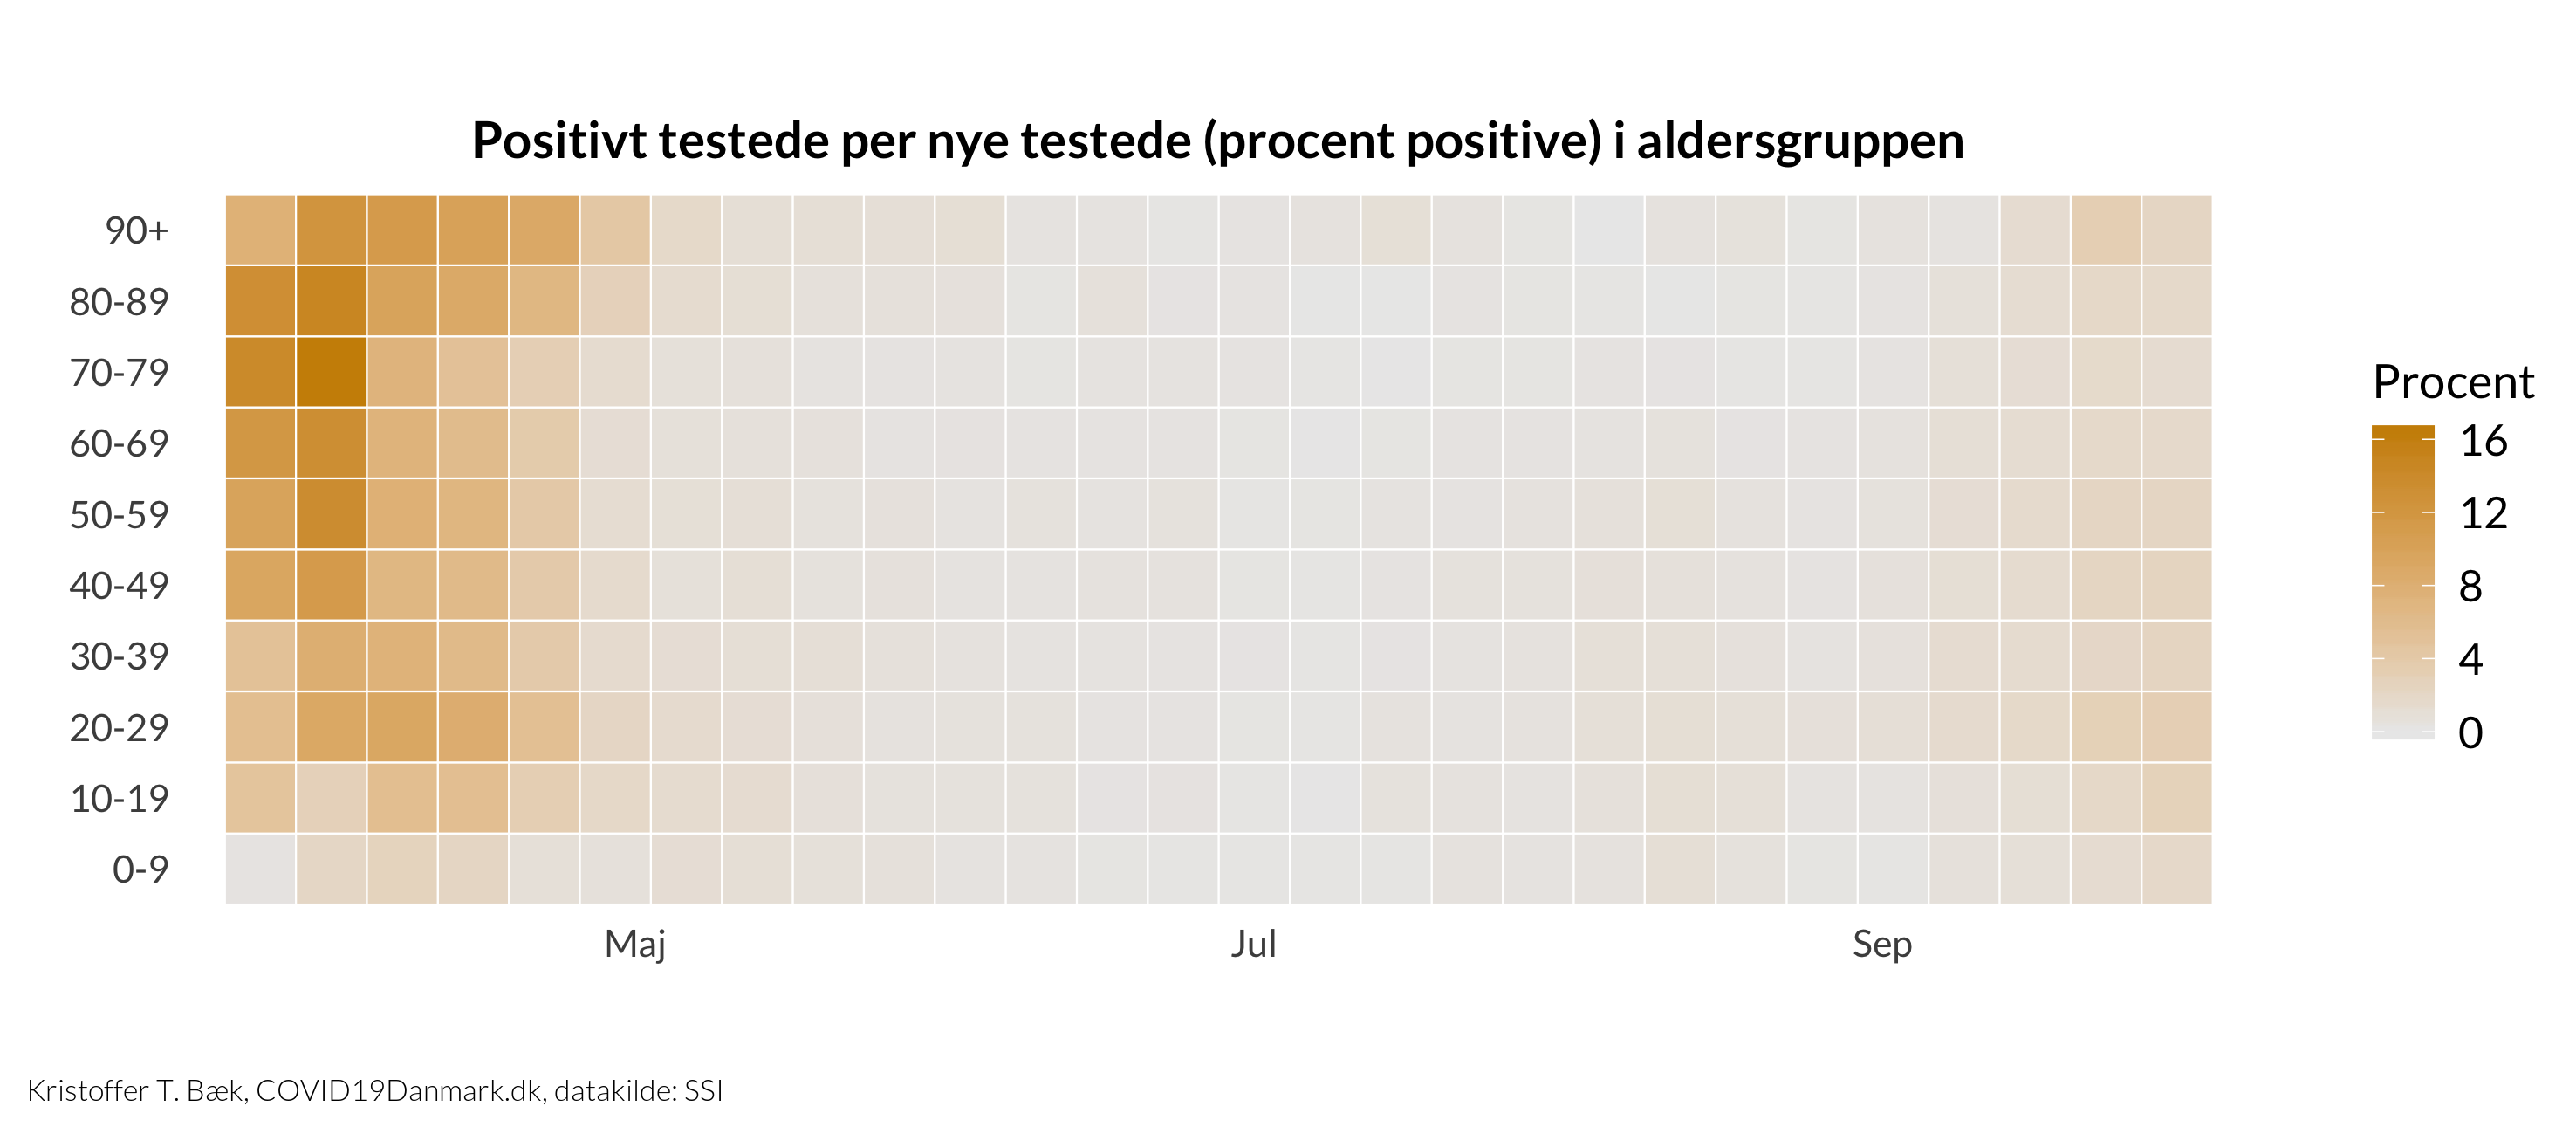 Positivt testede per nye testede (procent positive) i aldersgruppen
90+
80-89
70-79
60-69
50-59
40-49
30-39
20-29
10-19
0-9
Maj
Jul
Sep
Procent
16
12
8
4
0
Kristoffer T. Bæk, COVID19Danmark.dk, datakilde: SSI